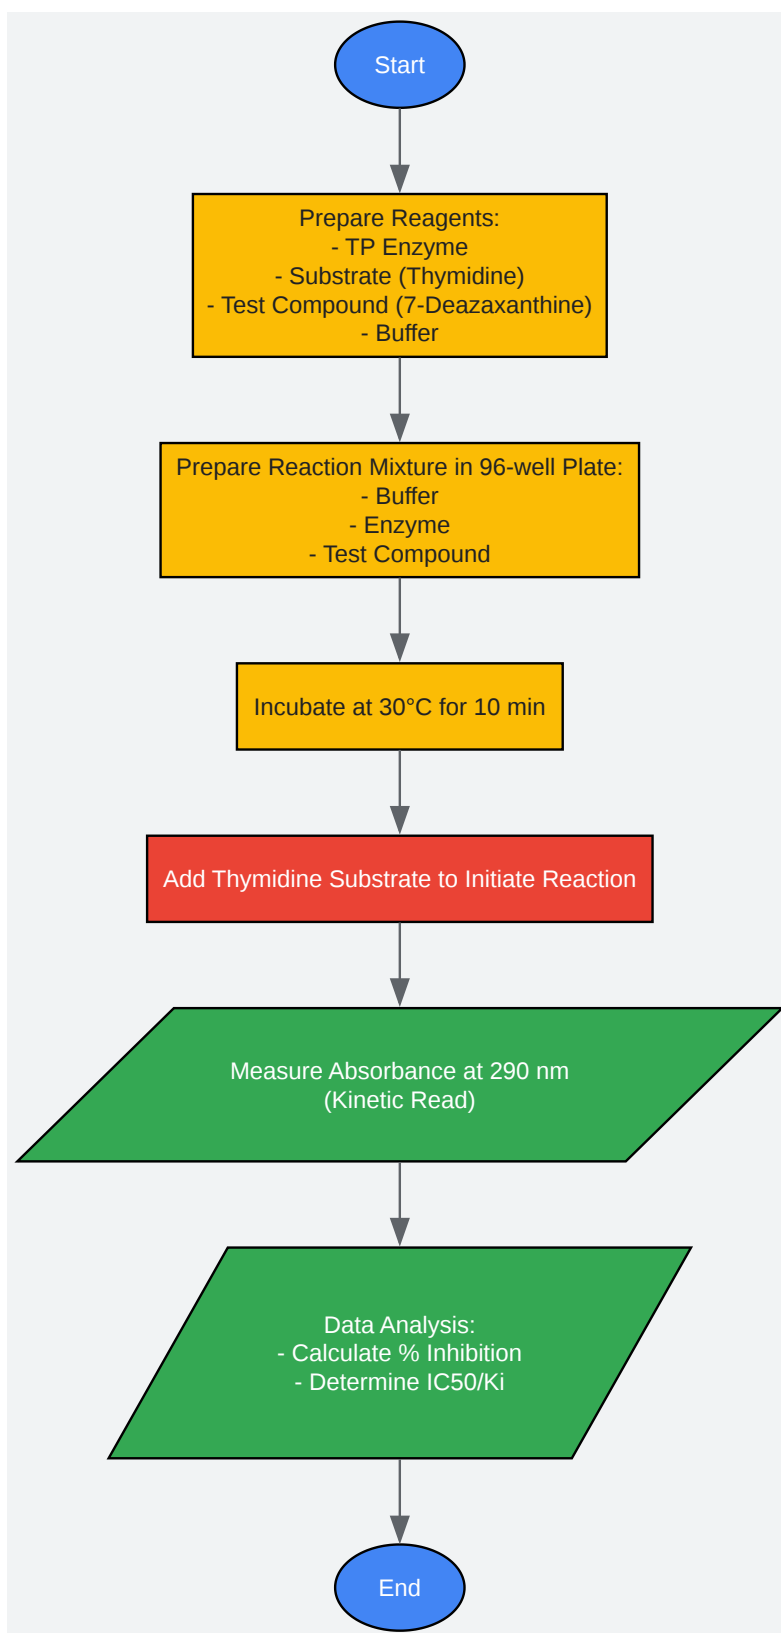 Start
Prepare Reagents:
- TP Enzyme
- Substrate (Thymidine)
- Test Compound (7-Deazaxanthine)
- Buffer
Prepare Reaction Mixture in 96-well Plate:
- Buffer
- Enzyme
- Test Compound
Incubate at 30°C for 10 min
Add Thymidine Substrate to Initiate Reaction
Measure Absorbance at 290 nm
(Kinetic Read)
Data Analysis:
- Calculate % Inhibition
- Determine IC50/Ki
End